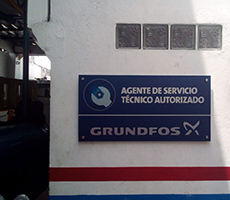 AGENTE DE SERVICIO
TÉCNICO AUTORIZADO
GRUNDFOS